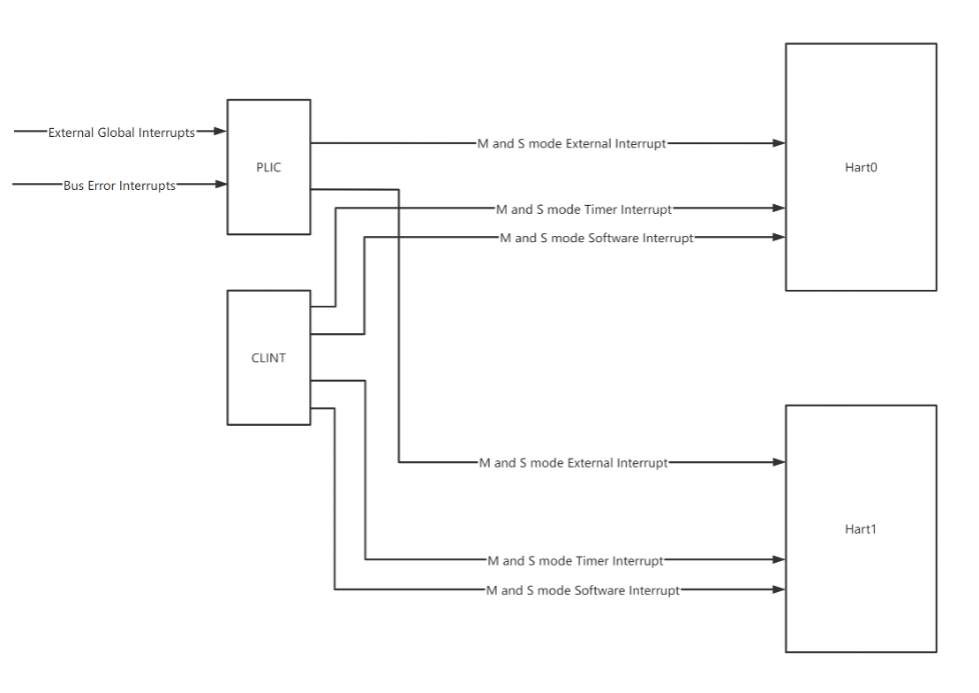 External Global Interrupts
Bus Error Interrupts
PLIC
M and S mode External Interrupt
Hart0
M and S mode Timer Interrupt
M and S mode Software Interrupt
CLINT
M and S mode External Interrupt
Hart1
M and S mode Timer Interrupt
M and S mode Software Interrupt